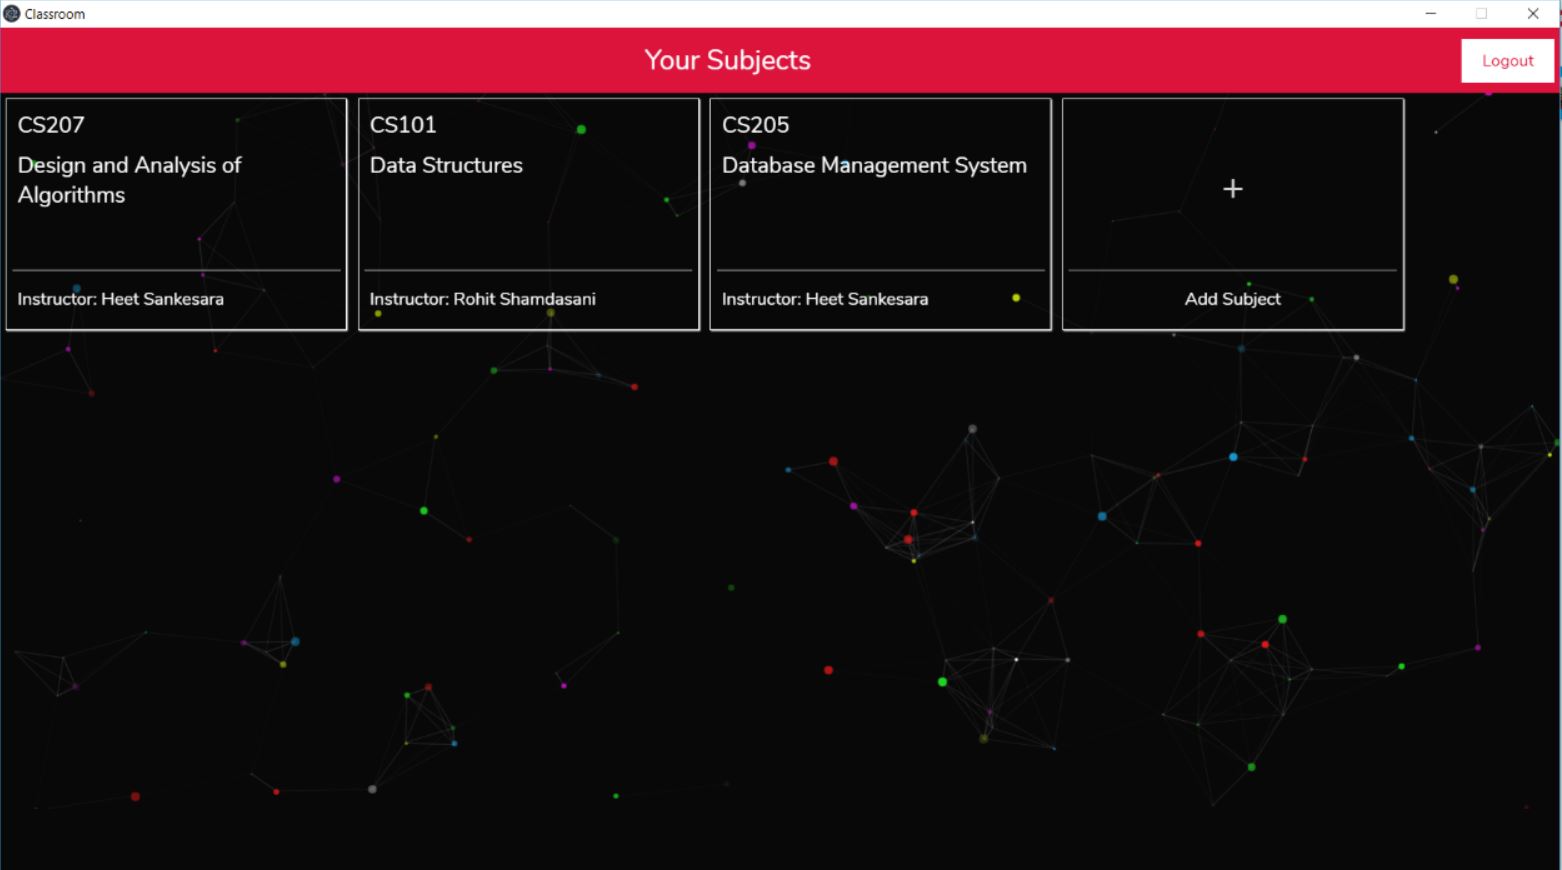 Classroom
Your Subjects
Logout
CS207
Design and Analysis of
Algorithms
Instructor: Heet Sankesara
CS101
Data Structures
Instructor: Rohit Shamdasani
CS205
Database Management System
Instructor: Heet Sankesara
+
Add Subject